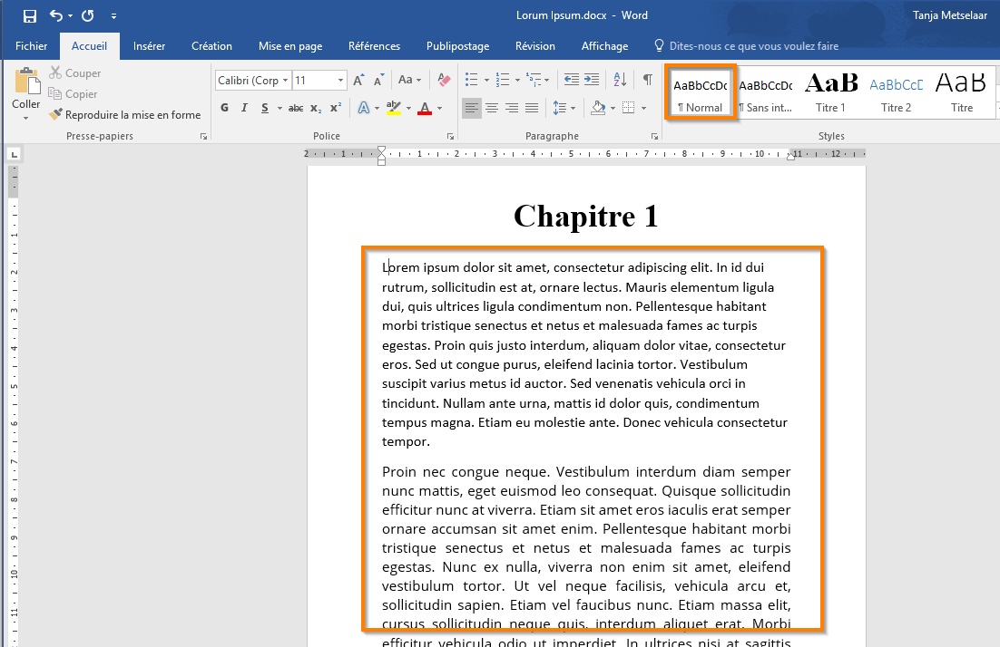 Lorum Ipsum.docx - Word
Tanja Metselaar
Fichier Accueil Insérer Création Mise en page Références Publipostage Révision Affichage Dites-nous ce que vous voulez faire
Coller
Couper
Copier
Reproduire la mise en forme
Presse-papiers
Calibri (Corp 11
Aa
G I S abc x₂ x²
A ab A
Police
A Z ¶
Paragraphe
AaBbCcDc AaBbCcDc AaB AaBbCcD AaB
¶ Normal ¶ Sans int... Titre 1 Titre 2 Titre
Styles
2 1 1 2 3 4 5 6 7 8 9 10 11 12
1
2
3
4
5
6
7
8
9
10
11
Chapitre 1
Lorem ipsum dolor sit amet, consectetur adipiscing elit. In id dui
rutrum, sollicitudin est at, ornare lectus. Mauris elementum ligula
dui, quis ultrices ligula condimentum non. Pellentesque habitant
morbi tristique senectus et netus et malesuada fames ac turpis
egestas. Proin quis justo interdum, aliquam dolor vitae, consectetur
eros. Sed ut congue purus, eleifend lacinia tortor. Vestibulum
suscipit varius metus id auctor. Sed venenatis vehicula orci in
tincidunt. Nullam ante urna, mattis id dolor quis, condimentum
tempus magna. Etiam eu molestie ante. Donec vehicula consectetur
tempor.
Proin nec congue neque. Vestibulum interdum diam semper
nunc mattis, eget euismod leo consequat. Quisque sollicitudin
efficitur nunc at viverra. Etiam sit amet eros iaculis erat semper
ornare accumsan sit amet enim. Pellentesque habitant morbi
tristique senectus et netus et malesuada fames ac turpis
egestas. Nunc ex nulla, viverra non enim sit amet, eleifend
vestibulum tortor. Ut vel neque facilisis, vehicula arcu et,
sollicitudin sapien. Etiam vel faucibus nunc. Etiam massa elit,
cursus sollicitudin neque quis, interdum aliquet erat. Morbi
efficitur vehicula odio ut imperdiet. In ultrices nisi at sagittis